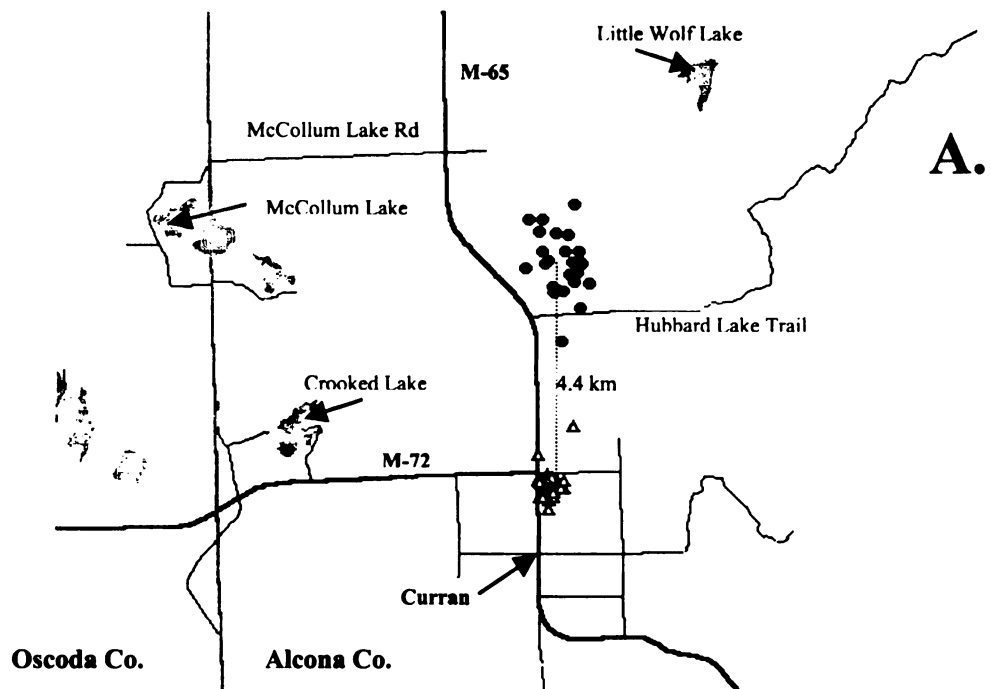 Little Wolf Lake
M-65
McCollum Lake Rd
A.
McCollum Lake
Hubbard Lake Trail
4.4 km
Crooked Lake
M-72
Curran
Oscoda Co.
Alcona Co.